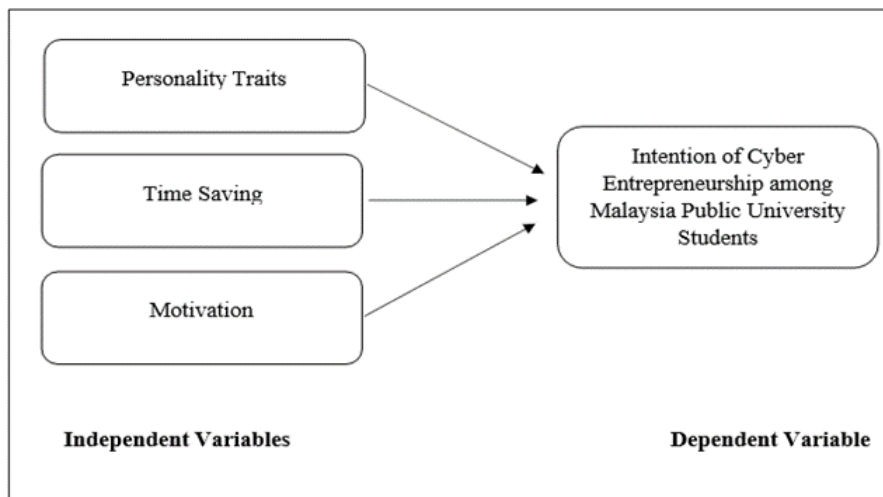 Personality Traits
Time Saving
Motivation
Intention of Cyber
Entrepreneurship among
Malaysia Public University
Students
Independent Variables
Dependent Variable